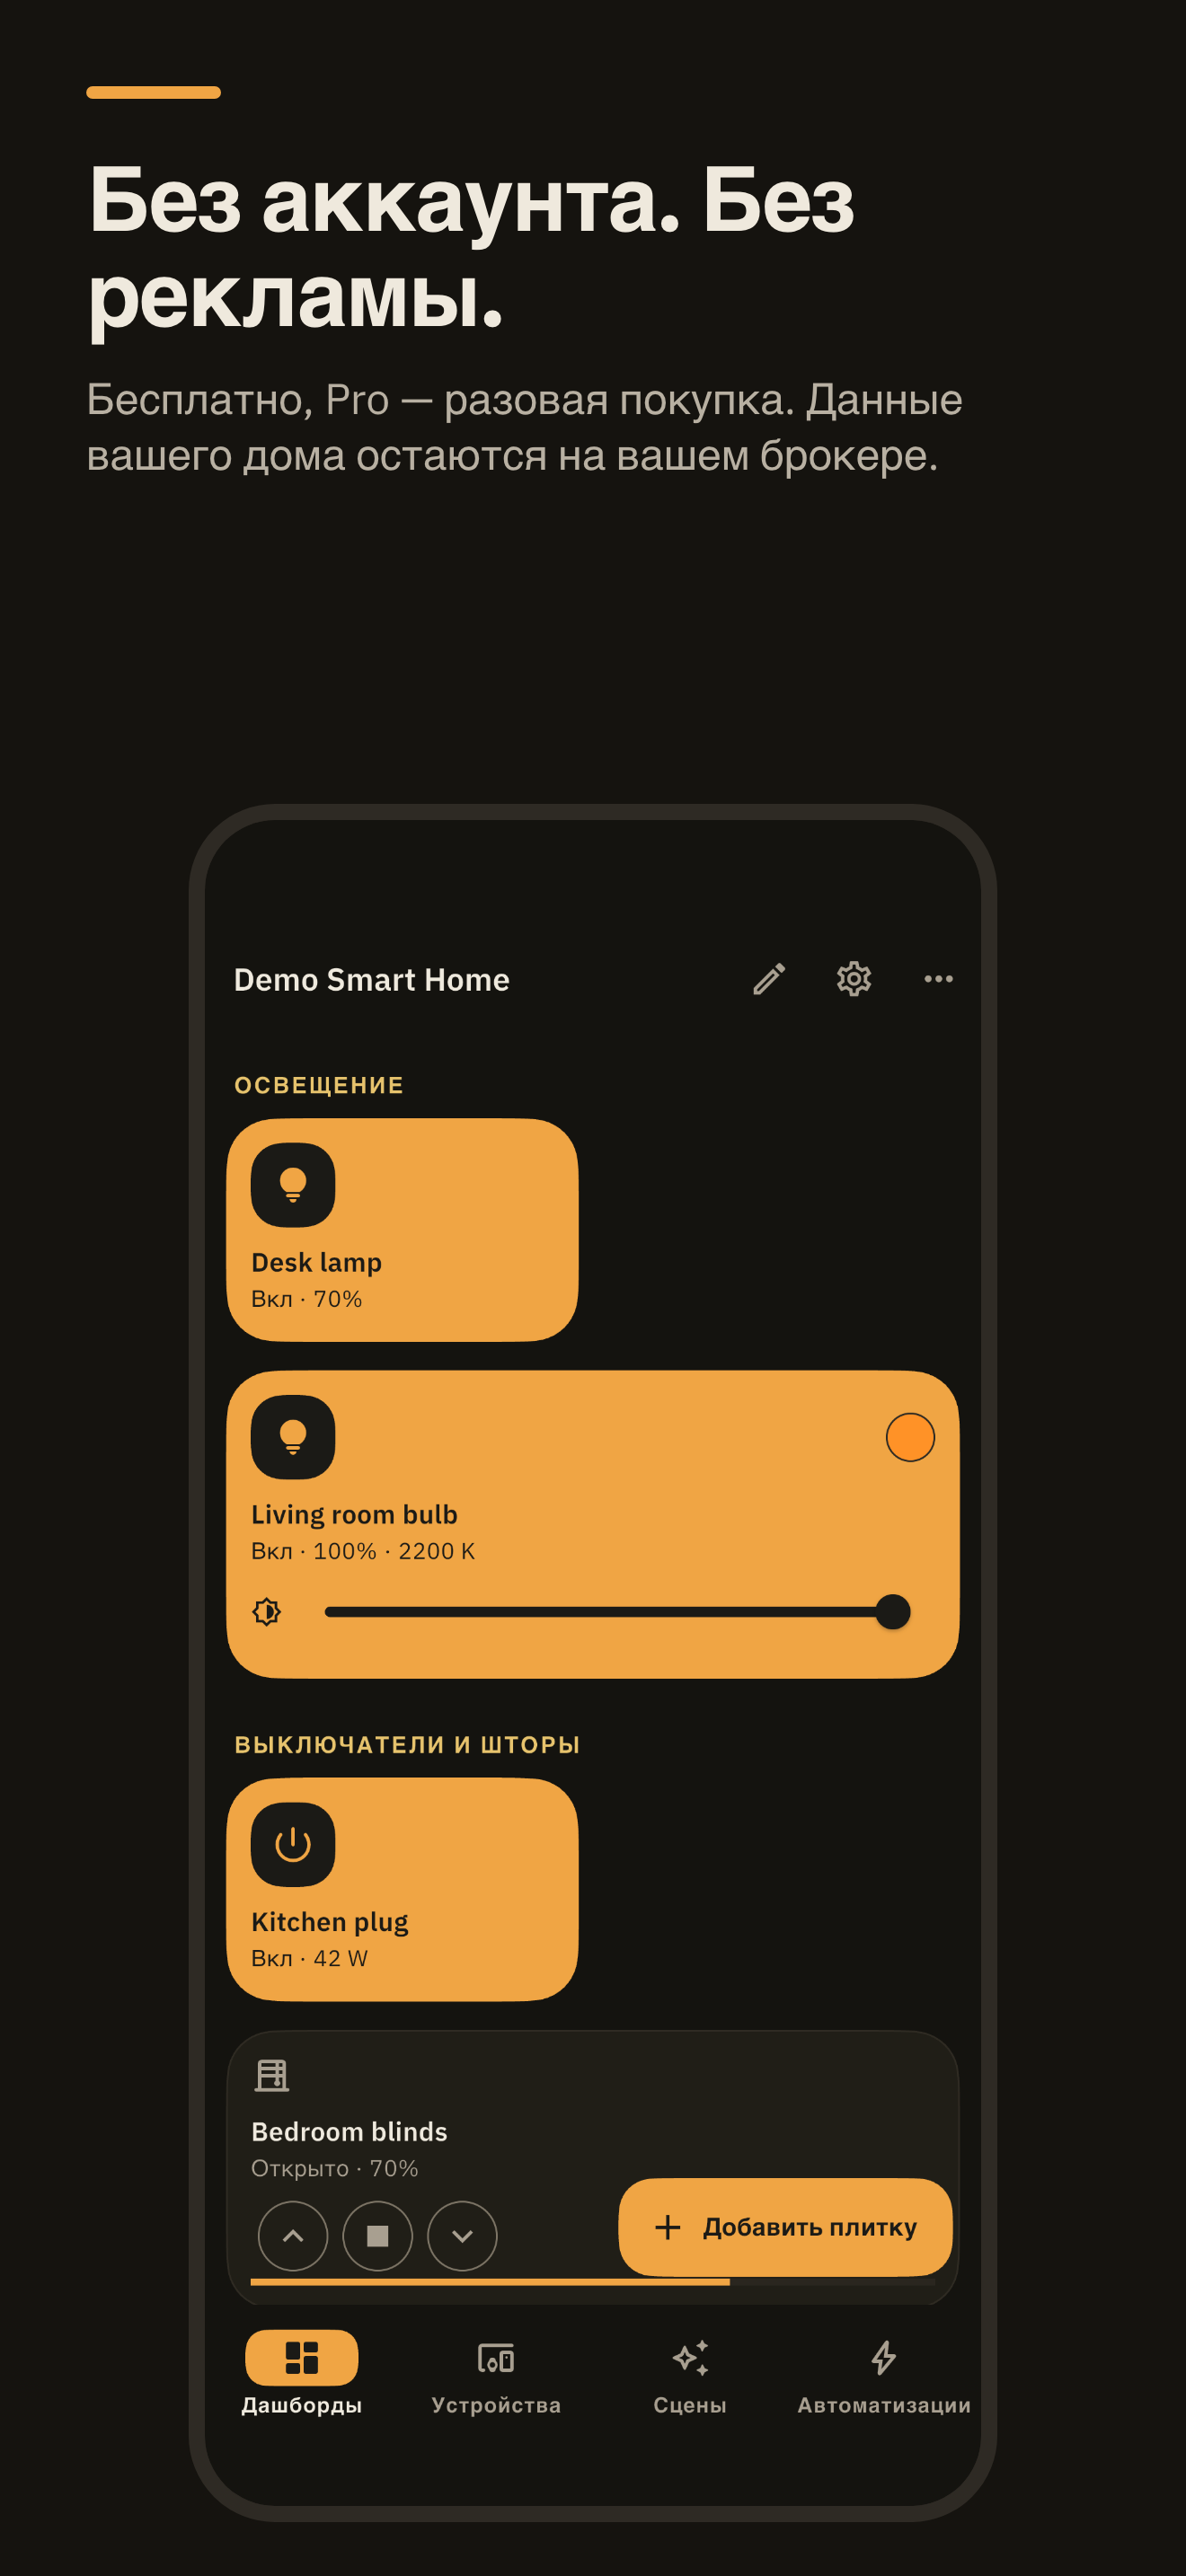 Без аккаунта. Без
рекламы.
Бесплатно, Pro — разовая покупка. Данные
вашего дома остаются на вашем брокере.
Demo Smart Home
ОСВЕЩЕНИЕ
Desk lamp
Вкл · 70%
Living room bulb
Вкл · 100% · 2200 K
ВЫКЛЮЧАТЕЛИ И ШТОРЫ
Kitchen plug
Вкл · 42 W
Bedroom blinds
Открыто · 70%
Добавить плитку
Дашборды Устройства Сцены Автоматизации